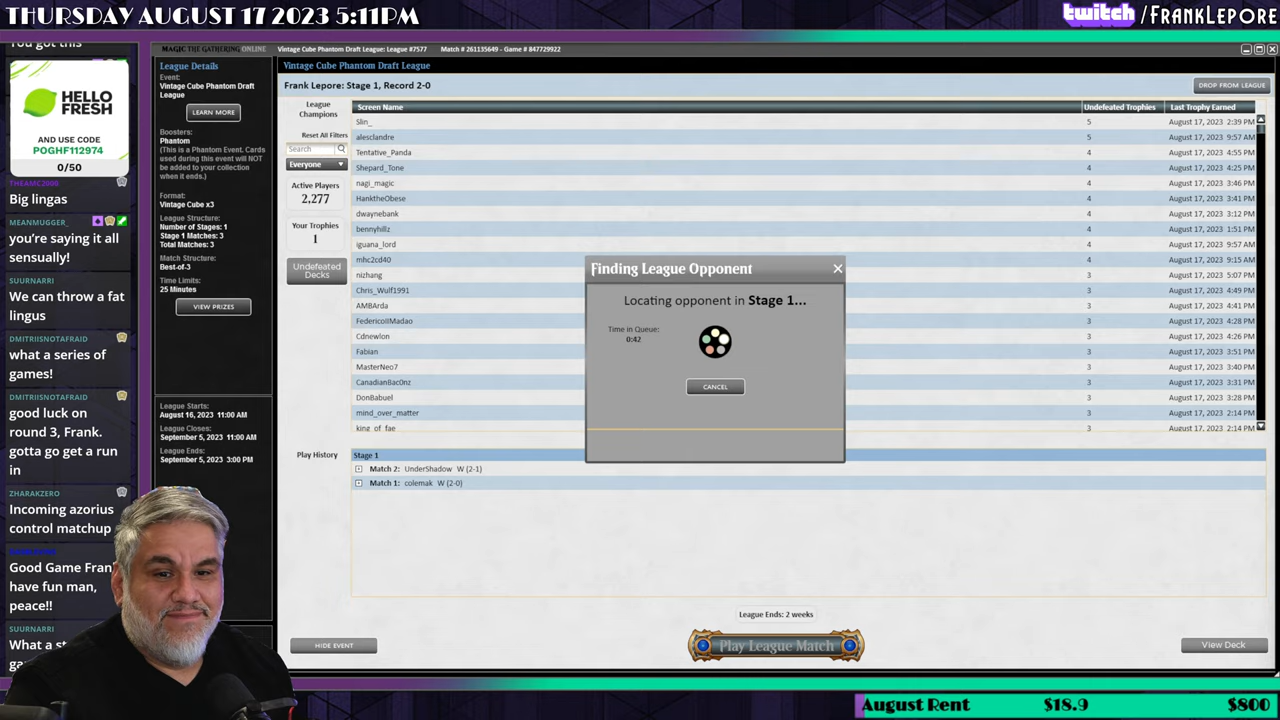 THURSDAY AUGUST 17 2023 5:11PM
twitch /FRANKLEPORE
You got this
HELLO
FRESH
AND USE CODE
POGHF112974
0/50
THEAMC2000
Big lingas
MEANMUGGER_
you're saying it all
sensually!
SUURNARRI
We can throw a fat
lingus
DMITRIISNOTAFRAID
what a series of
games!
DMITRIISNOTAFRAID
good luck on
round 3, Frank.
gotta go get a run
in
ZHARAKZERO
Incoming azorius
control matchup
Good Game Fran
have fun man,
peace!!
SUURNARRI
What a st
MAGIC THE GATHERING ONLINE
Vintage Cube Phantom Draft League: League #7577 Match # 261135649 - Game # 847729922
League Details
Event:
Vintage Cube Phantom Draft
League
LEARN MORE
Boosters:
Phantom
(This is a Phantom Event. Cards
used during this event will NOT
be added to your collection
when it ends.)
Format:
Vintage Cube x3
League Structure:
Number of Stages: 1
Stage 1 Matches: 3
Total Matches: 3
Match Structure:
Best-of-3
Time Limits:
25 Minutes
VIEW PRIZES
League Starts:
August 16, 2023 11:00 AM
League Closes:
September 5, 2023 11:00 AM
League Ends:
September 5, 2023 3:00 PM
Vintage Cube Phantom Draft League
Frank Lepore: Stage 1, Record 2-0
DROP FROM LEAGUE
League
Champions
Reset All Filters
Search
Everyone
Active Players
2,277
Your Trophies
1
Undefeated
Decks
Screen Name Undefeated Trophies Last Trophy Earned
Slin_ 5 August 17, 2023 2:39 PM
alesclandre 5 August 17, 2023 9:57 AM
Tentative_Panda 4 August 17, 2023 4:55 PM
Shepard_Tone 4 August 17, 2023 4:25 PM
nagi_magic 4 August 17, 2023 3:46 PM
HanktheObese 4 August 17, 2023 3:41 PM
dwaynebank 4 August 17, 2023 3:12 PM
bennyhillz 4 August 17, 2023 1:51 PM
iguana_lord 4 August 17, 2023 9:57 AM
mhc2cd40 4 August 17, 2023 9:15 AM
nizhang 3 August 17, 2023 5:07 PM
Chris_Wulf1991 3 August 17, 2023 4:49 PM
AMBArda 3 August 17, 2023 4:41 PM
FedericoIIMadao 3 August 17, 2023 4:28 PM
Cdnewlon 3 August 17, 2023 4:26 PM
Fabian 3 August 17, 2023 3:51 PM
MasterNeo7 3 August 17, 2023 3:40 PM
CanadianBac0nz 3 August 17, 2023 3:31 PM
DonBabuel 3 August 17, 2023 3:28 PM
mind_over_matter 3 August 17, 2023 2:14 PM
king_of_fae 3 August 17, 2023 2:14 PM
Finding League Opponent
Locating opponent in Stage 1...
Time in Queue:
0:42
CANCEL
Play History
Stage 1
Match 2: UnderShadow W (2-1)
Match 1: colemak W (2-0)
League Ends: 2 weeks
HIDE EVENT
Play League Match
View Deck
August Rent $18.9 $800